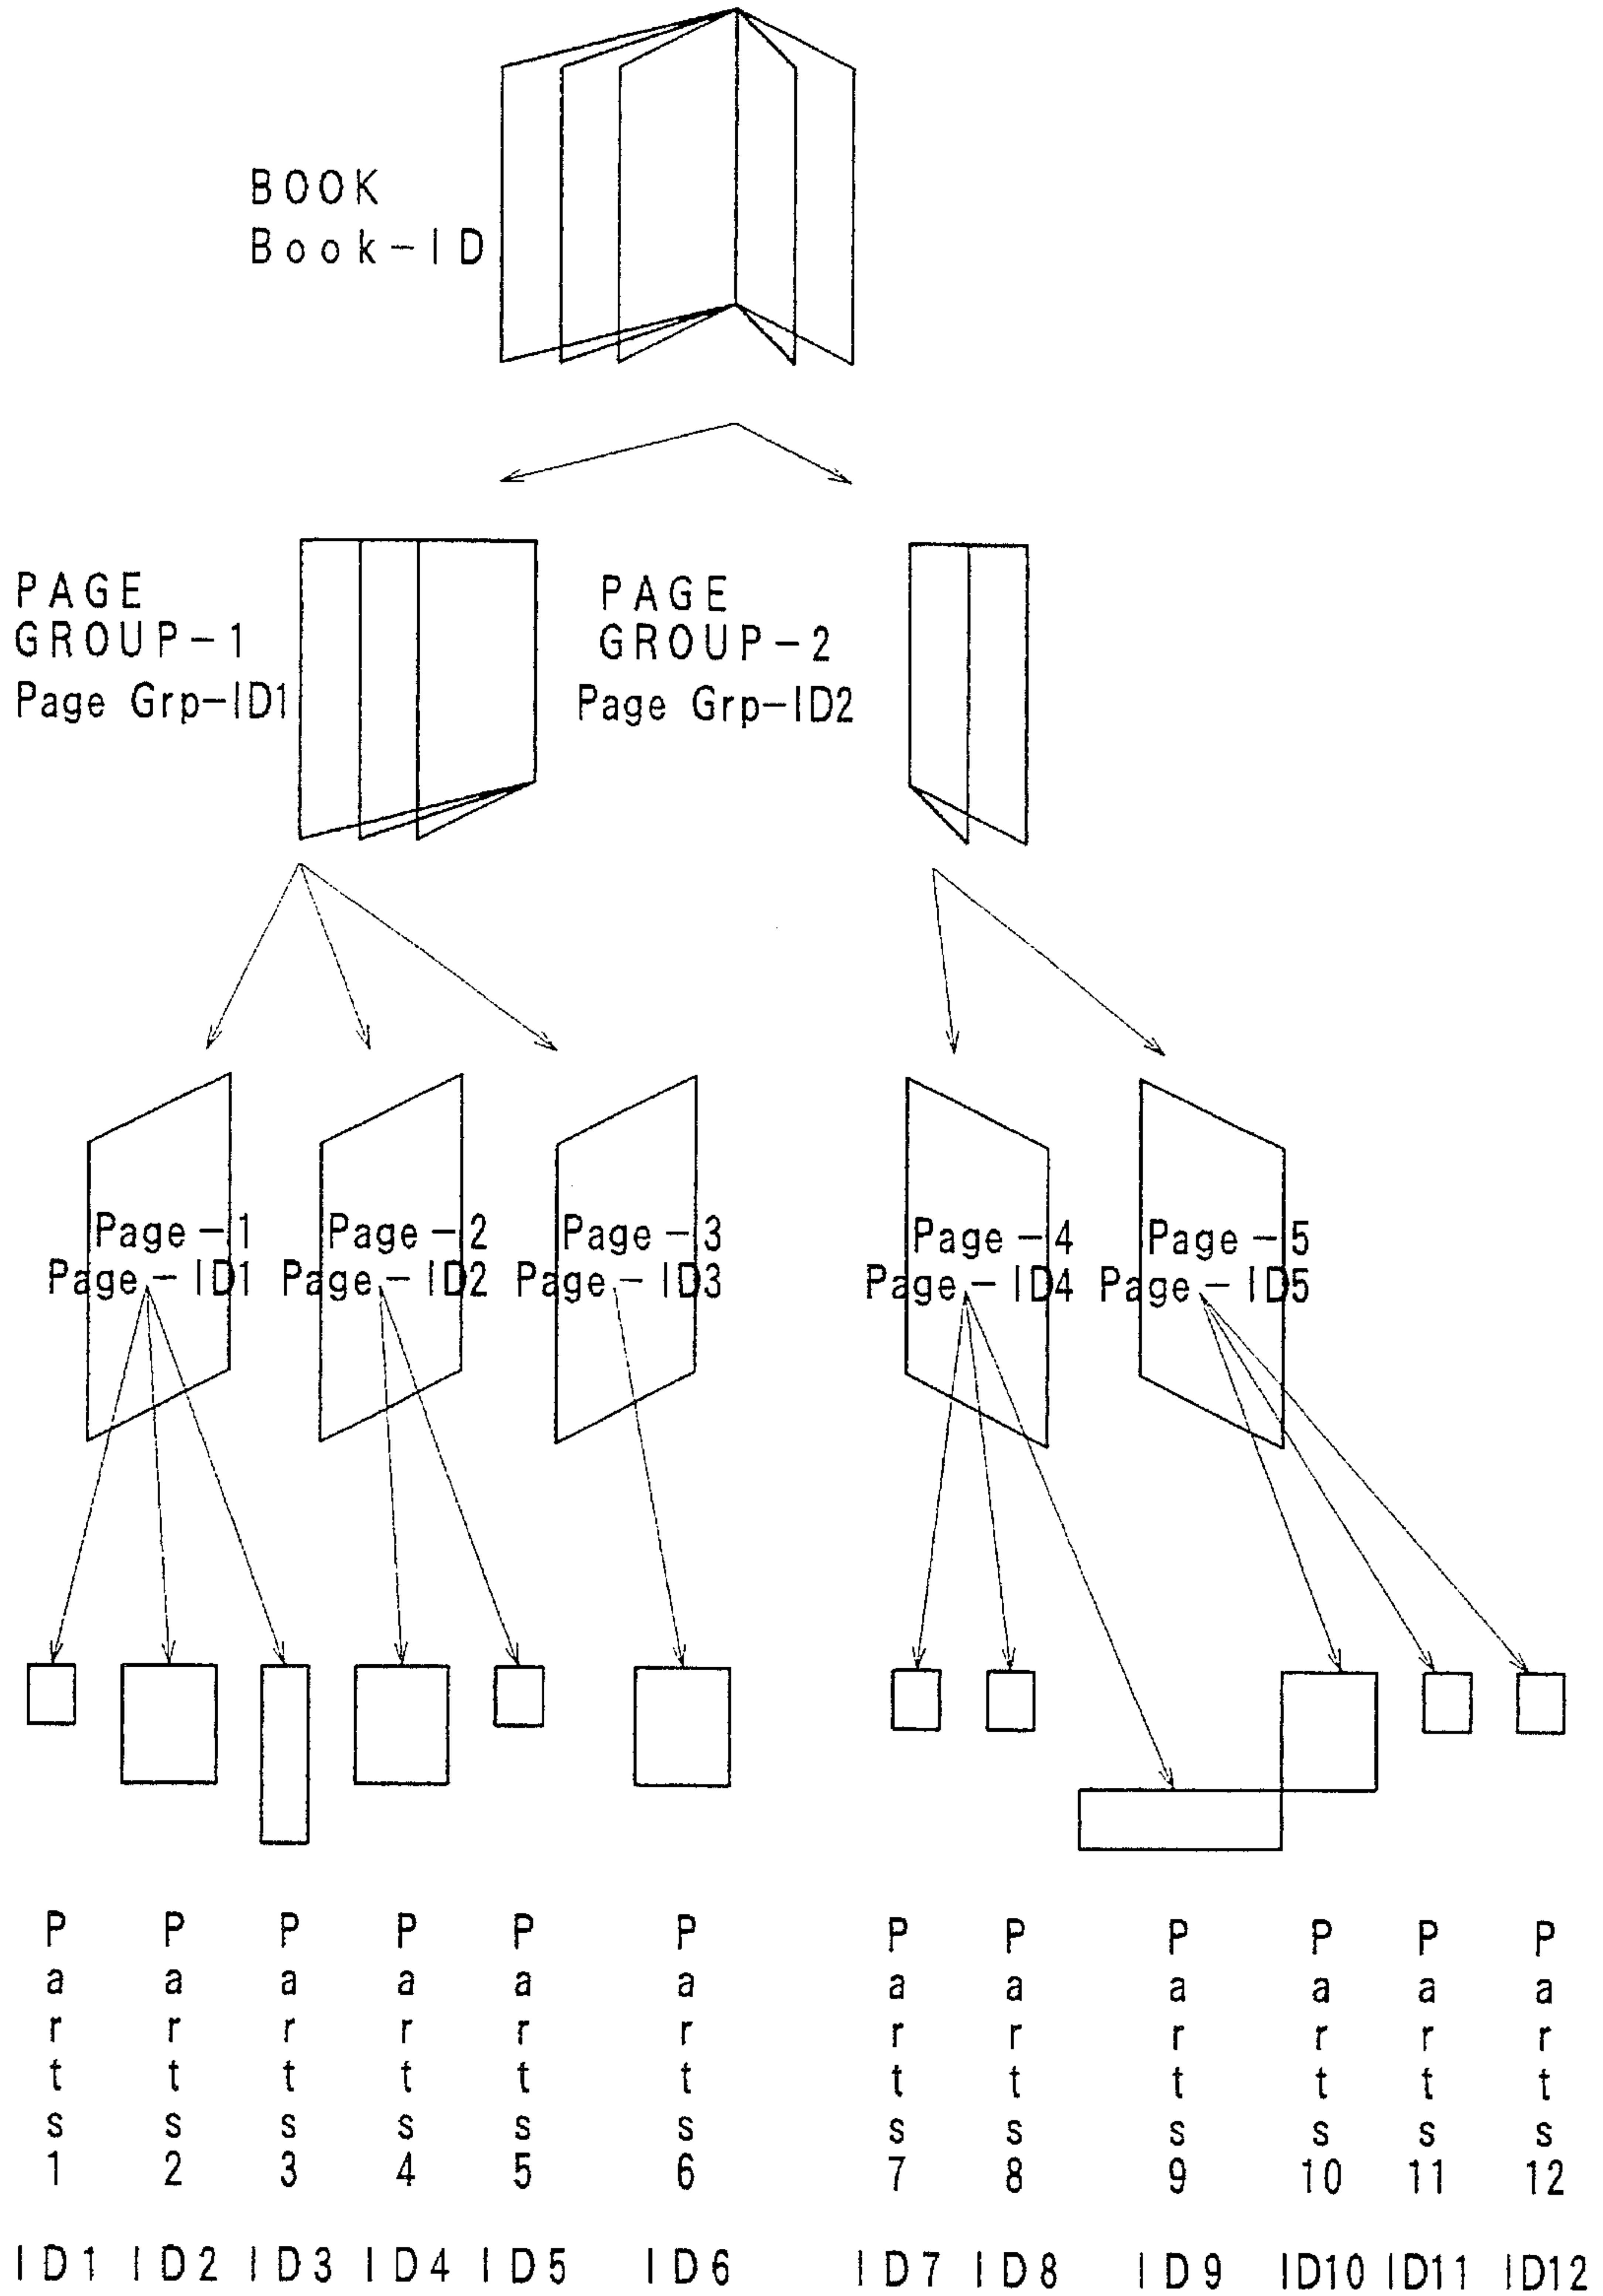 BOOK
Book-ID
PAGE
GROUP-1
Page Grp-ID1
PAGE
GROUP-2
Page Grp-ID2
Page-1
Page-ID1
Page-2
Page-ID2
Page-3
Page-ID3
Page-4
Page-ID4
Page-5
Page-ID5
Parts1
Parts2
Parts3
Parts4
Parts5
Parts6
Parts7
Parts8
Parts9
Parts10
Parts11
Parts12
ID1 ID2 ID3 ID4 ID5 ID6 ID7 ID8 ID9 ID10 ID11 ID12